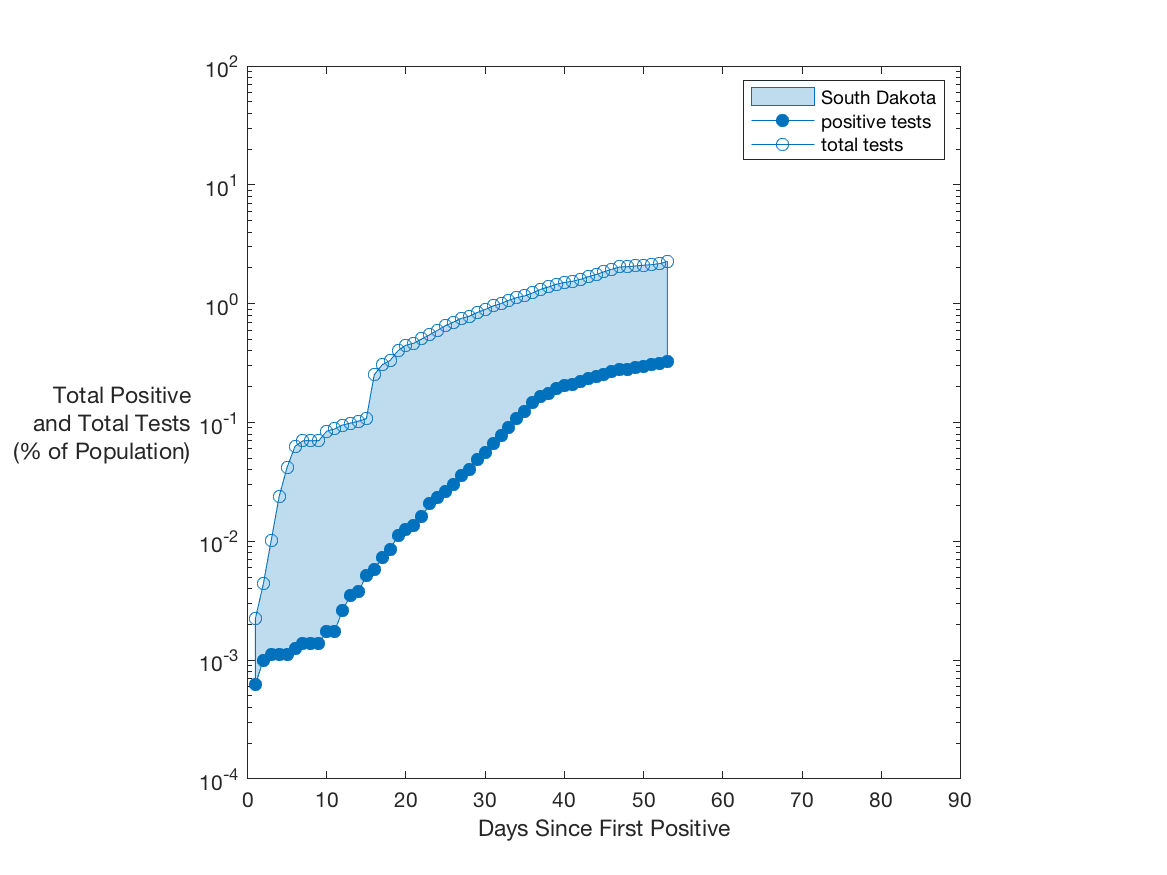 10^2
10^1
10^0
10^-1
10^-2
10^-3
10^-4
Total Positive
and Total Tests
(% of Population)
South Dakota
positive tests
total tests
0 10 20 30 40 50 60 70 80 90
Days Since First Positive